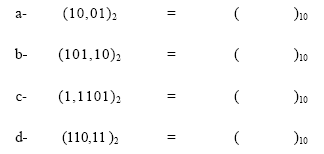 a- (10,01)₂ = ( )₁₀
b- (101,10)₂ = ( )₁₀
c- (1,1101)₂ = ( )₁₀
d- (110,11)₂ = ( )₁₀